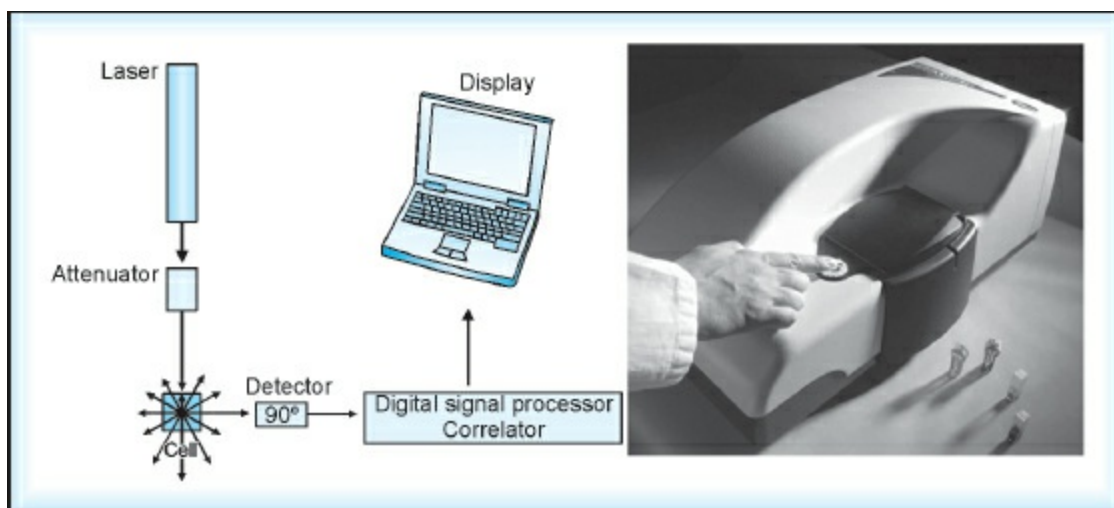 Laser
Display
Attenuator
Detector
90°
Digital signal processor
Correlator
Cell